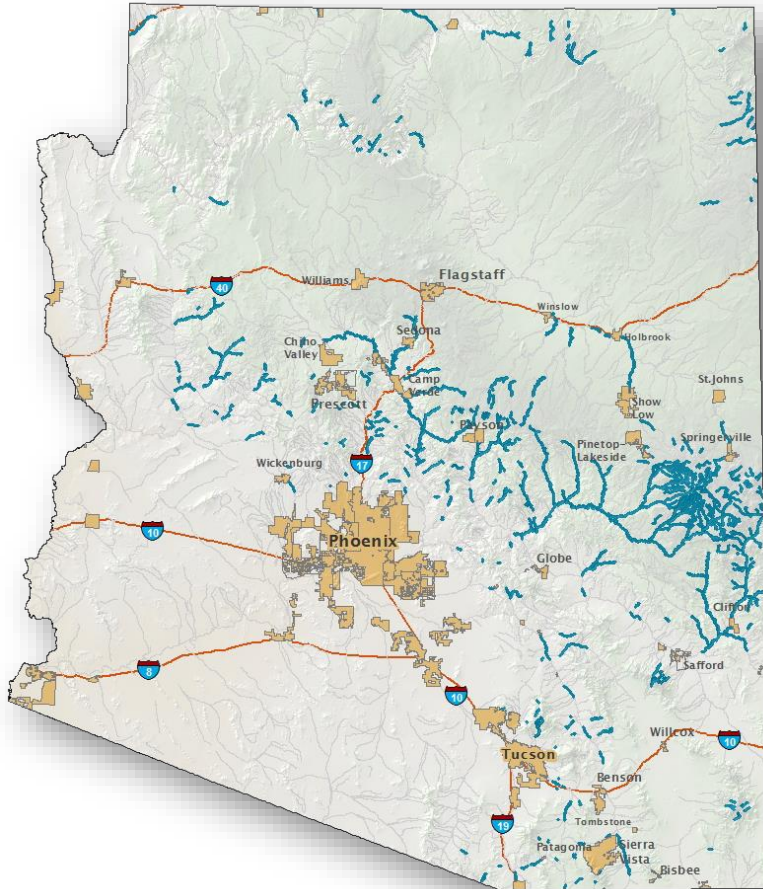 Flagstaff
Williams
40
Winslow
Sedona
Holbrook
Chino
Valley
Camp
Verde
St.Johns
Prescott
Show
Low
Payson
Pinetop-
Lakeside
Springerville
Wickenburg
17
10
Phoenix
Globe
Clifton
8
Safford
10
Willcox
10
Tucson
Benson
19
Tombstone
Patagonia
Sierra
Vista
Bisbee